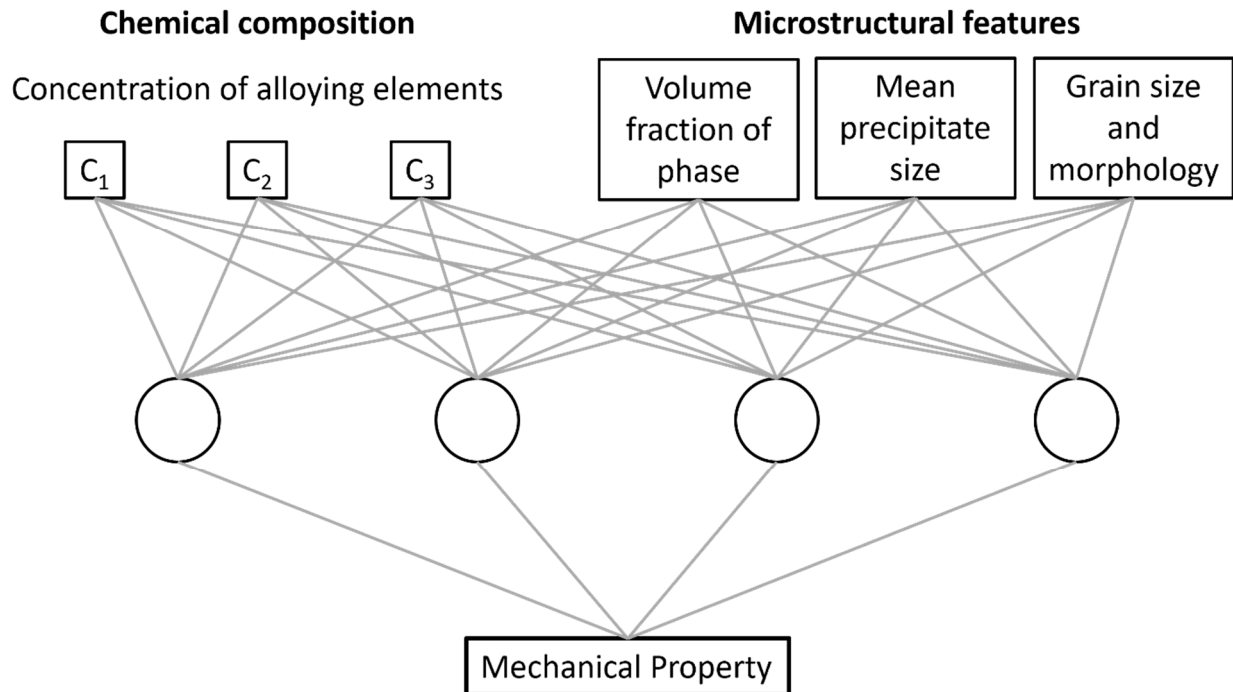 Chemical composition
Microstructural features
Concentration of alloying elements
C₁
C₂
C₃
Volume
fraction of
phase
Mean
precipitate
size
Grain size
and
morphology
Mechanical Property